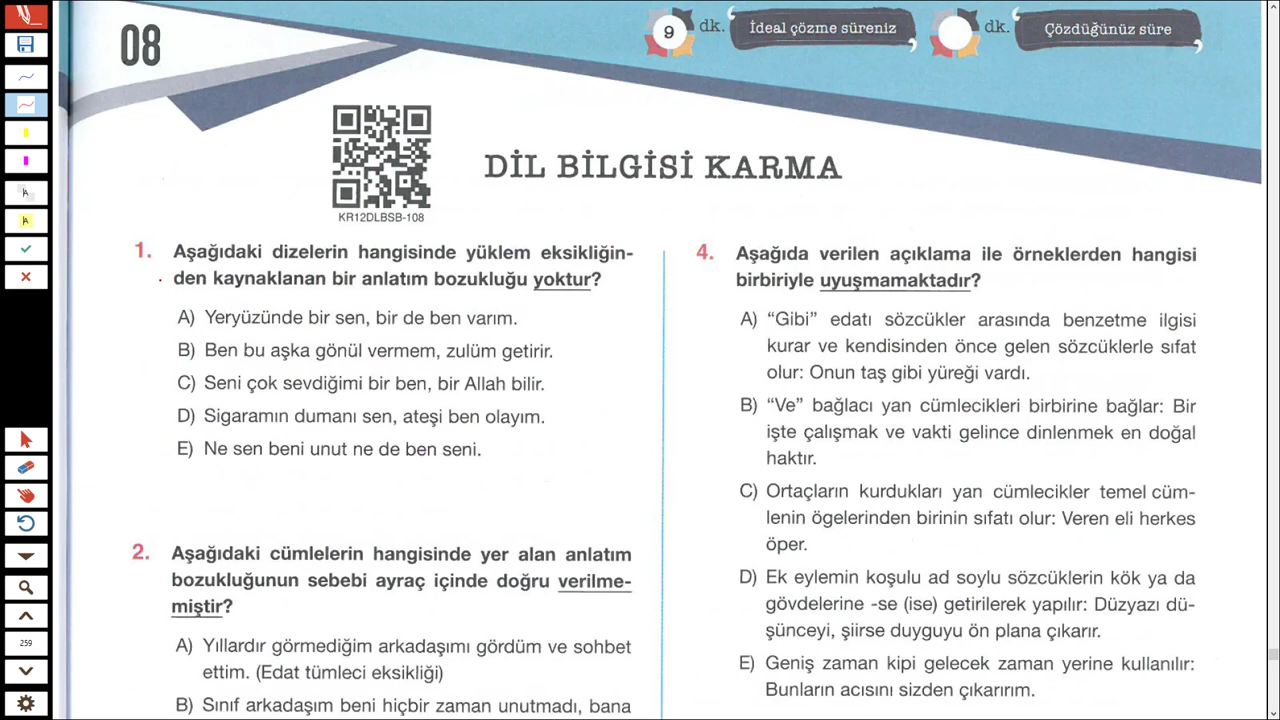 08
9 dk. İdeal çözme süreniz
dk. Çözdüğünüz süre
KR12DLBSB-108
DİL BİLGİSİ KARMA
1. Aşağıdaki dizelerin hangisinde yüklem eksikliğin-
den kaynaklanan bir anlatım bozukluğu yoktur?
A) Yeryüzünde bir sen, bir de ben varım.
B) Ben bu aşka gönül vermem, zulüm getirir.
C) Seni çok sevdiğimi bir ben, bir Allah bilir.
D) Sigaramın dumanı sen, ateşi ben olayım.
E) Ne sen beni unut ne de ben seni.
2. Aşağıdaki cümlelerin hangisinde yer alan anlatım
bozukluğunun sebebi ayraç içinde doğru verilme-
miştir?
A) Yıllardır görmediğim arkadaşımı gördüm ve sohbet
ettim. (Edat tümleci eksikliği)
B) Sınıf arkadaşım beni hiçbir zaman unutmadı, bana
4. Aşağıda verilen açıklama ile örneklerden hangisi
birbiriyle uyuşmamaktadır?
A) “Gibi” edatı sözcükler arasında benzetme ilgisi
kurar ve kendisinden önce gelen sözcüklerle sıfat
olur: Onun taş gibi yüreği vardı.
B) “Ve” bağlacı yan cümlecikleri birbirine bağlar: Bir
işte çalışmak ve vakti gelince dinlenmek en doğal
haktır.
C) Ortaçların kurdukları yan cümlecikler temel cüm-
lenin ögelerinden birinin sıfatı olur: Veren eli herkes
öper.
D) Ek eylemin koşulu ad soylu sözcüklerin kök ya da
gövdelerine -se (ise) getirilerek yapılır: Düzyazı dü-
şünceyi, şiirse duyguyu ön plana çıkarır.
E) Geniş zaman kipi gelecek zaman yerine kullanılır:
Bunların acısını sizden çıkarırım.
259